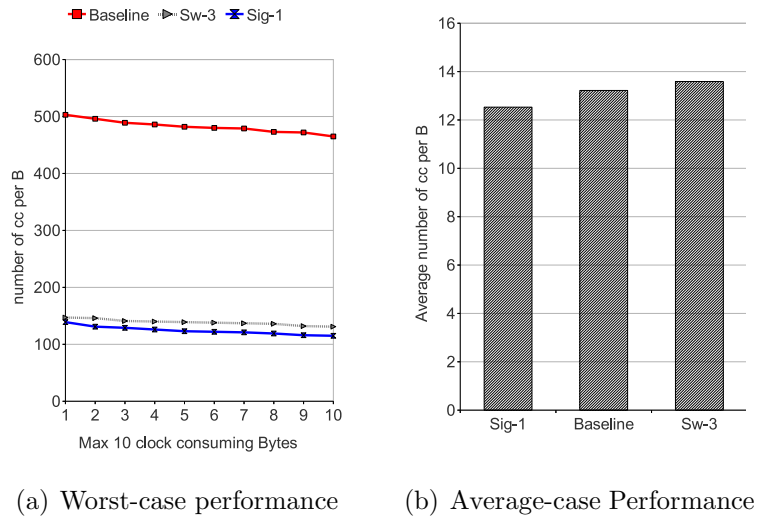 Baseline Sw-3 Sig-1
600
500
400
300
200
100
0
number of cc per B
1 2 3 4 5 6 7 8 9 10
Max 10 clock consuming Bytes
(a) Worst-case performance
16
14
12
10
8
6
4
2
0
Average number of cc per B
Sig-1 Baseline Sw-3
(b) Average-case Performance